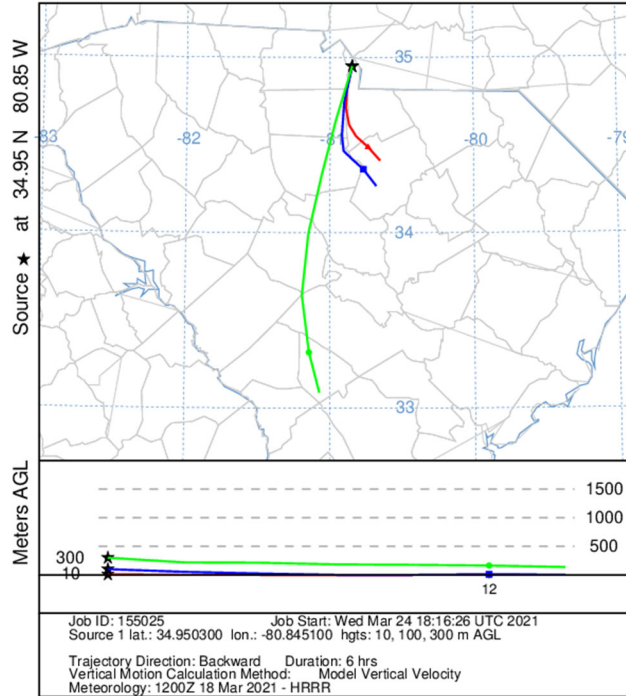 Source ★ at 34.95 N 80.85 W
35
-83
-82
-81
-80
-79
34
33
Meters AGL
1500
1000
500
300
10
12
Job ID: 155025 Job Start: Wed Mar 24 18:16:26 UTC 2021
Source 1 lat.: 34.950300 lon.: -80.845100 hgts: 10, 100, 300 m AGL
Trajectory Direction: Backward Duration: 6 hrs
Vertical Motion Calculation Method: Model Vertical Velocity
Meteorology: 1200Z 18 Mar 2021 - HRRR